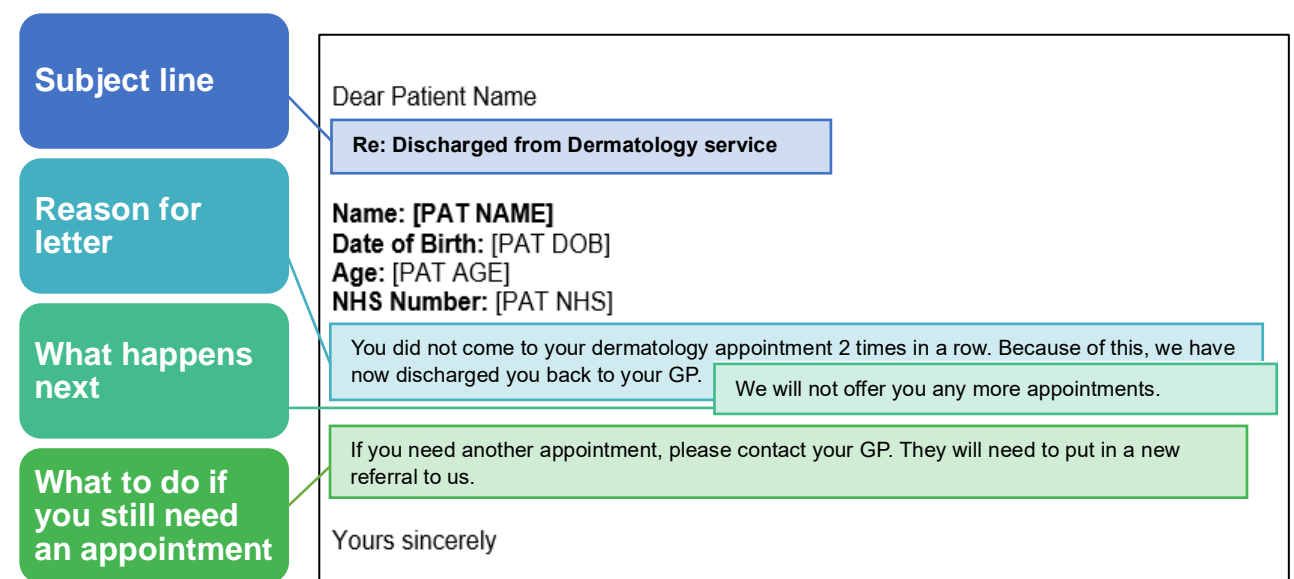 Subject line
Reason for
letter
What happens
next
What to do if
you still need
an appointment
Dear Patient Name
Re: Discharged from Dermatology service
Name: [PAT NAME]
Date of Birth: [PAT DOB]
Age: [PAT AGE]
NHS Number: [PAT NHS]
You did not come to your dermatology appointment 2 times in a row. Because of this, we have
now discharged you back to your GP.
We will not offer you any more appointments.
If you need another appointment, please contact your GP. They will need to put in a new
referral to us.
Yours sincerely